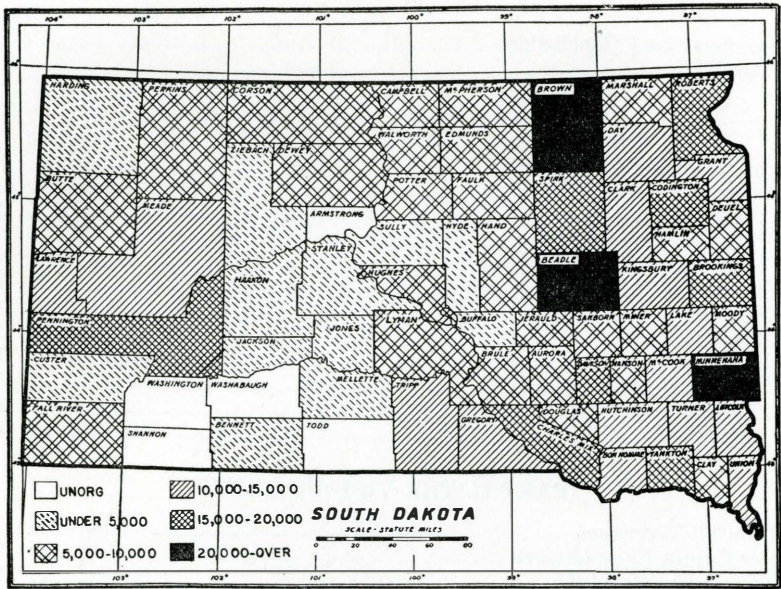 104° 103° 102° 101° 100° 99° 98° 97°
HARDING PERKINS CORSON CAMPBELL McPHERSON BROWN MARSHALL ROBERTS
WALWORTH EDMUNDS DAY
ZIEBACH DEWEY GRANT
BUTTE POTTER FAULK SPINK CLARK CODINGTON
MEADE ARMSTRONG DEUEL
SULLY HYDE HAND HAMLIN
STANLEY
LAWRENCE HAAKON HUGHES BEADLE KINGSBURY BROOKINGS
PENNINGTON JONES LYMAN BUFFALO JERAULD SANBORN MINER LAKE MOODY
JACKSON
CUSTER BRULE AURORA DAVISON HANSON McCOOK MINNEHAHA
WASHINGTON WASHABAUGH MELLETTE TRIPP
FALL RIVER DOUGLAS HUTCHINSON TURNER LINCOLN
SHANNON BENNETT TODD GREGORY CHARLES MIX
BON HOMME YANKTON CLAY UNION
UNORG
UNDER 5,000
5,000-10,000
10,000-15,000
15,000-20,000
20,000-OVER
SOUTH DAKOTA
SCALE-STATUTE MILES
0 20 40 60 80
103° 102° 101° 100° 99° 98° 97°